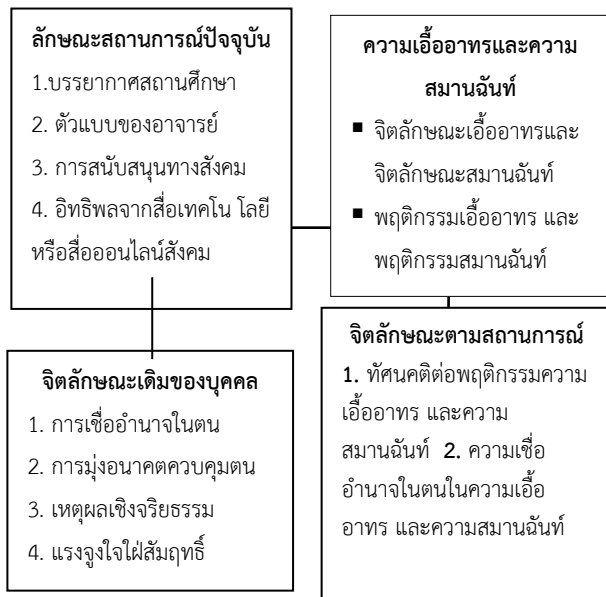 ลักษณะสถานการณ์ปัจจุบัน
1.บรรยากาศสถานศึกษา
2. ตัวแบบของอาจารย์
3. การสนับสนุนทางสังคม
4. อิทธิพลจากสื่อเทคโน โลยี
หรือสื่อออนไลน์สังคม
ความเอื้ออาทรและความ
สมานฉันท์
▪ จิตลักษณะเอื้ออาทรและ
จิตลักษณะสมานฉันท์
▪ พฤติกรรมเอื้ออาทร และ
พฤติกรรมสมานฉันท์
จิตลักษณะเดิมของบุคคล
1. การเชื่ออำนาจในตน
2. การมุ่งอนาคตควบคุมตน
3. เหตุผลเชิงจริยธรรม
4. แรงจูงใจใฝ่สัมฤทธิ์
จิตลักษณะตามสถานการณ์
1. ทัศนคติต่อพฤติกรรมความ
เอื้ออาทร และความ
สมานฉันท์ 2. ความเชื่อ
อำนาจในตนในความเอื้อ
อาทร และความสมานฉันท์